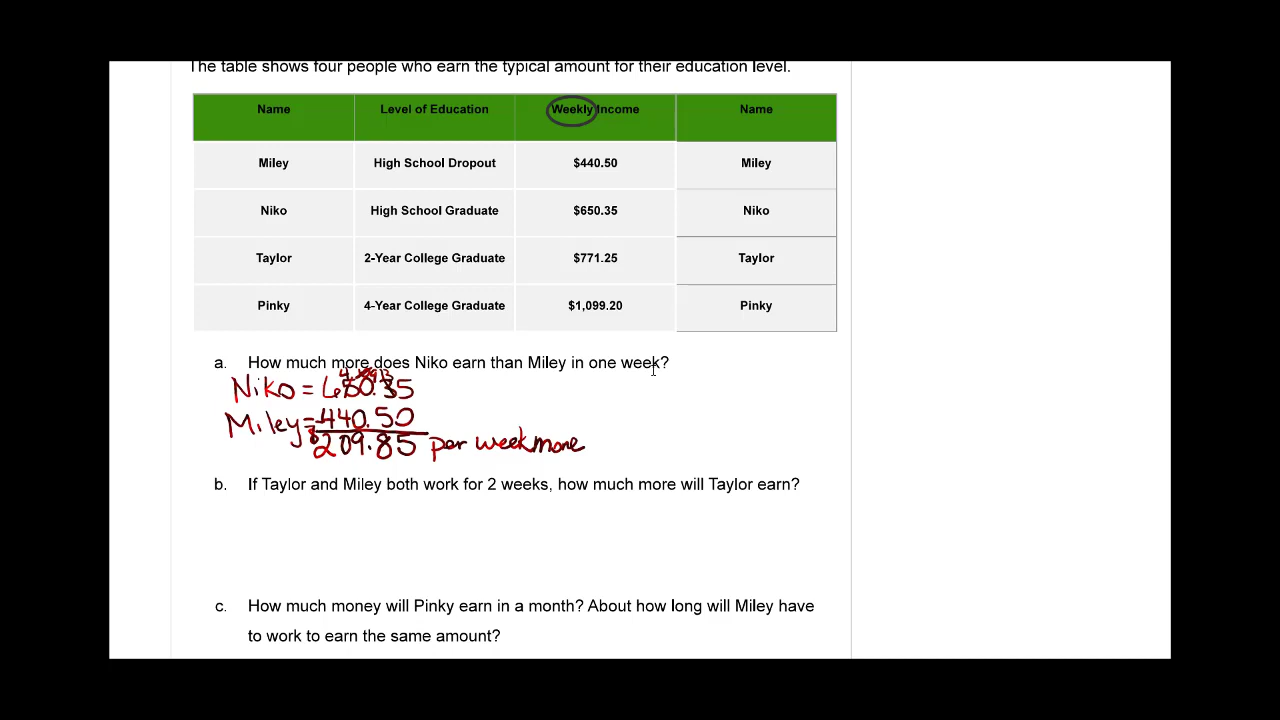 The table shows four people who earn the typical amount for their education level.
Name Level of Education Weekly Income Name
Miley High School Dropout $440.50 Miley
Niko High School Graduate $650.35 Niko
Taylor 2-Year College Graduate $771.25 Taylor
Pinky 4-Year College Graduate $1,099.20 Pinky
a. How much more does Niko earn than Miley in one week?
Niko = 650.35
Miley = -440.50
$209.85 per week more
b. If Taylor and Miley both work for 2 weeks, how much more will Taylor earn?
c. How much money will Pinky earn in a month? About how long will Miley have
to work to earn the same amount?